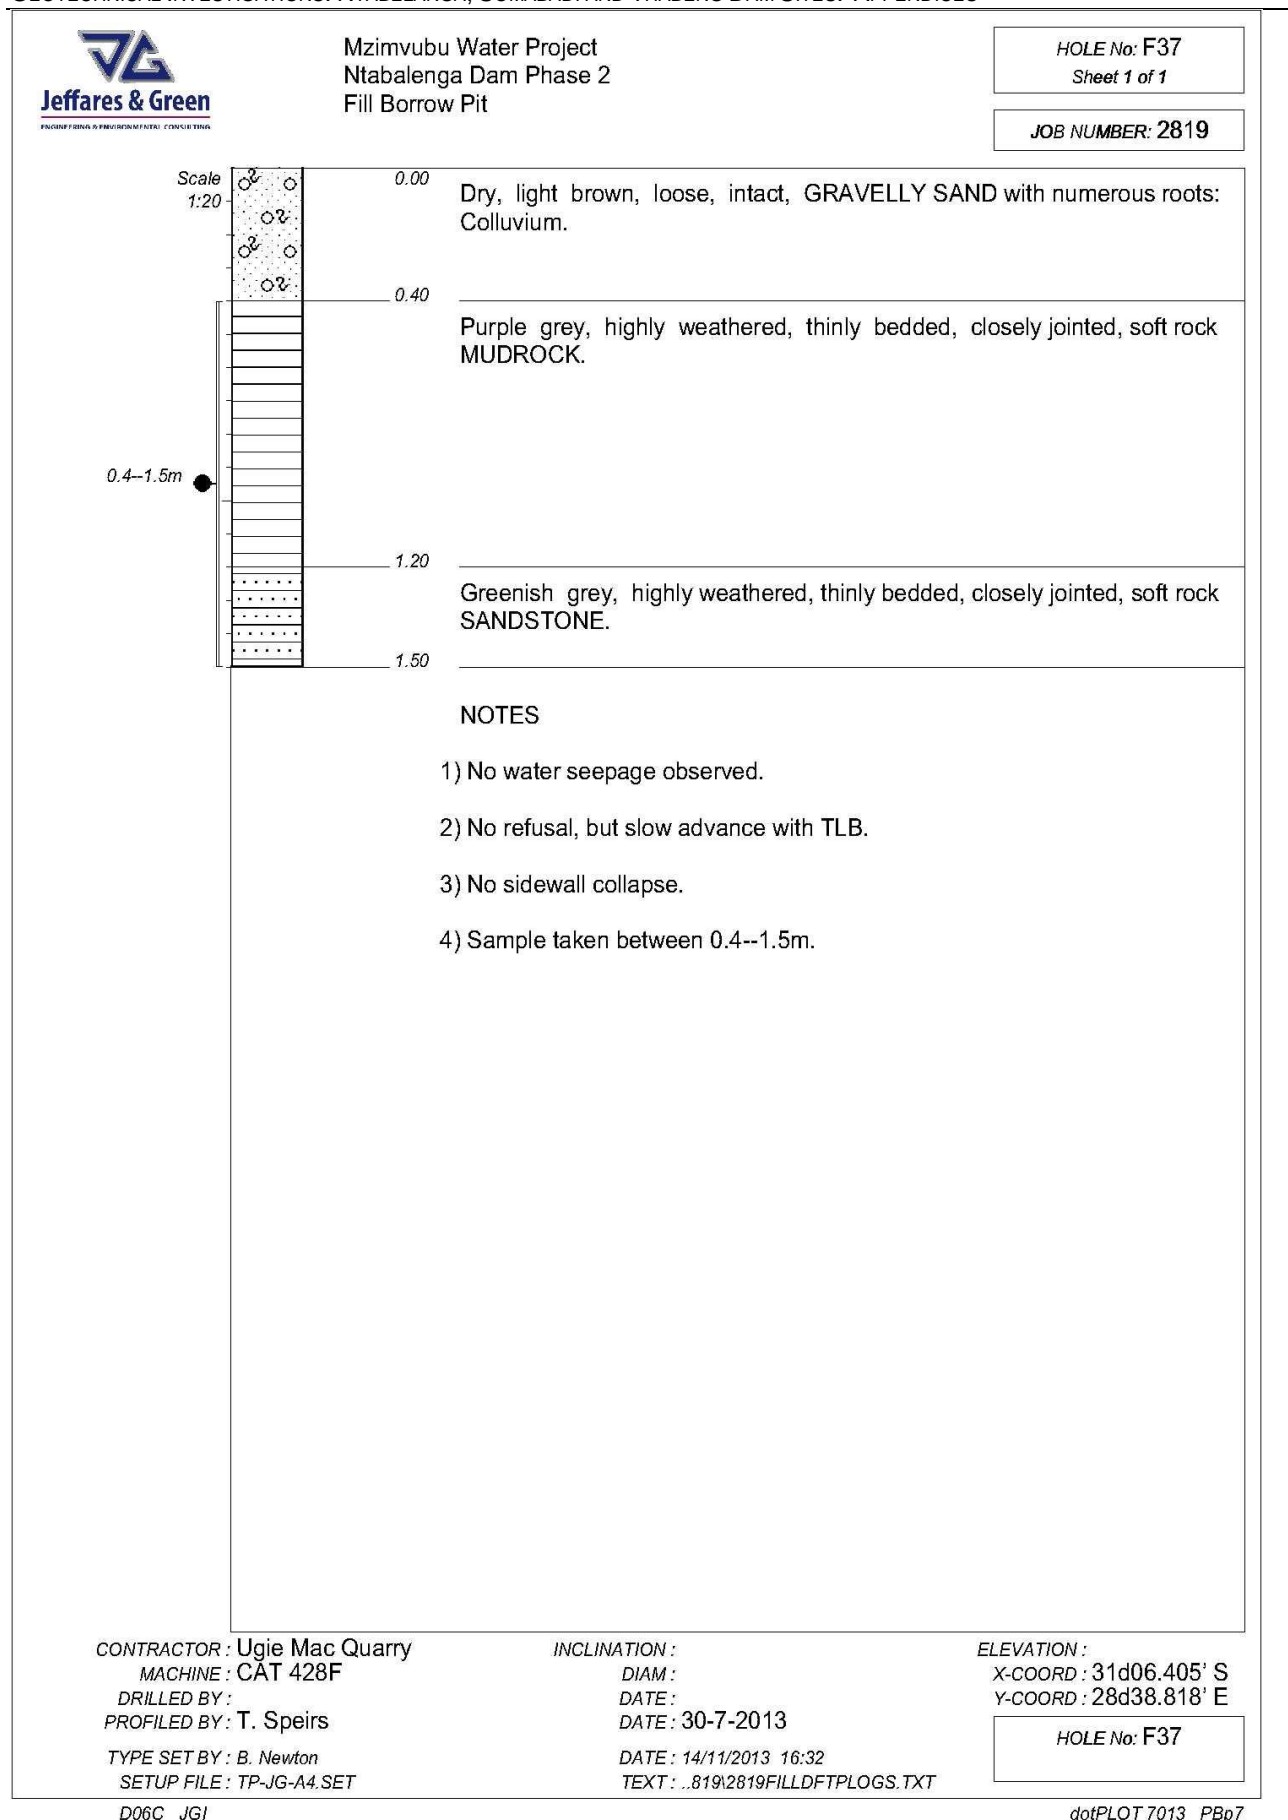 Jeffares & Green
ENGINEERING & ENVIRONMENTAL CONSULTING
Mzimvubu Water Project
Ntabalenga Dam Phase 2
Fill Borrow Pit
HOLE No: F37
Sheet 1 of 1
JOB NUMBER: 2819
Scale
1:20
0.00
Dry, light brown, loose, intact, GRAVELLY SAND with numerous roots:
Colluvium.
0.40
Purple grey, highly weathered, thinly bedded, closely jointed, soft rock
MUDROCK.
0.4--1.5m
1.20
Greenish grey, highly weathered, thinly bedded, closely jointed, soft rock
SANDSTONE.
1.50
NOTES
1) No water seepage observed.
2) No refusal, but slow advance with TLB.
3) No sidewall collapse.
4) Sample taken between 0.4--1.5m.
CONTRACTOR : Ugie Mac Quarry
MACHINE : CAT 428F
DRILLED BY :
PROFILED BY : T. Speirs
TYPE SET BY : B. Newton
SETUP FILE : TP-JG-A4.SET
INCLINATION :
DIAM :
DATE :
DATE : 30-7-2013
DATE : 14/11/2013 16:32
TEXT : ..819\2819FILLDFTPLOGS.TXT
ELEVATION :
X-COORD : 31d06.405' S
Y-COORD : 28d38.818' E
HOLE No: F37
D06C JGI
dotPLOT 7013 PBp7